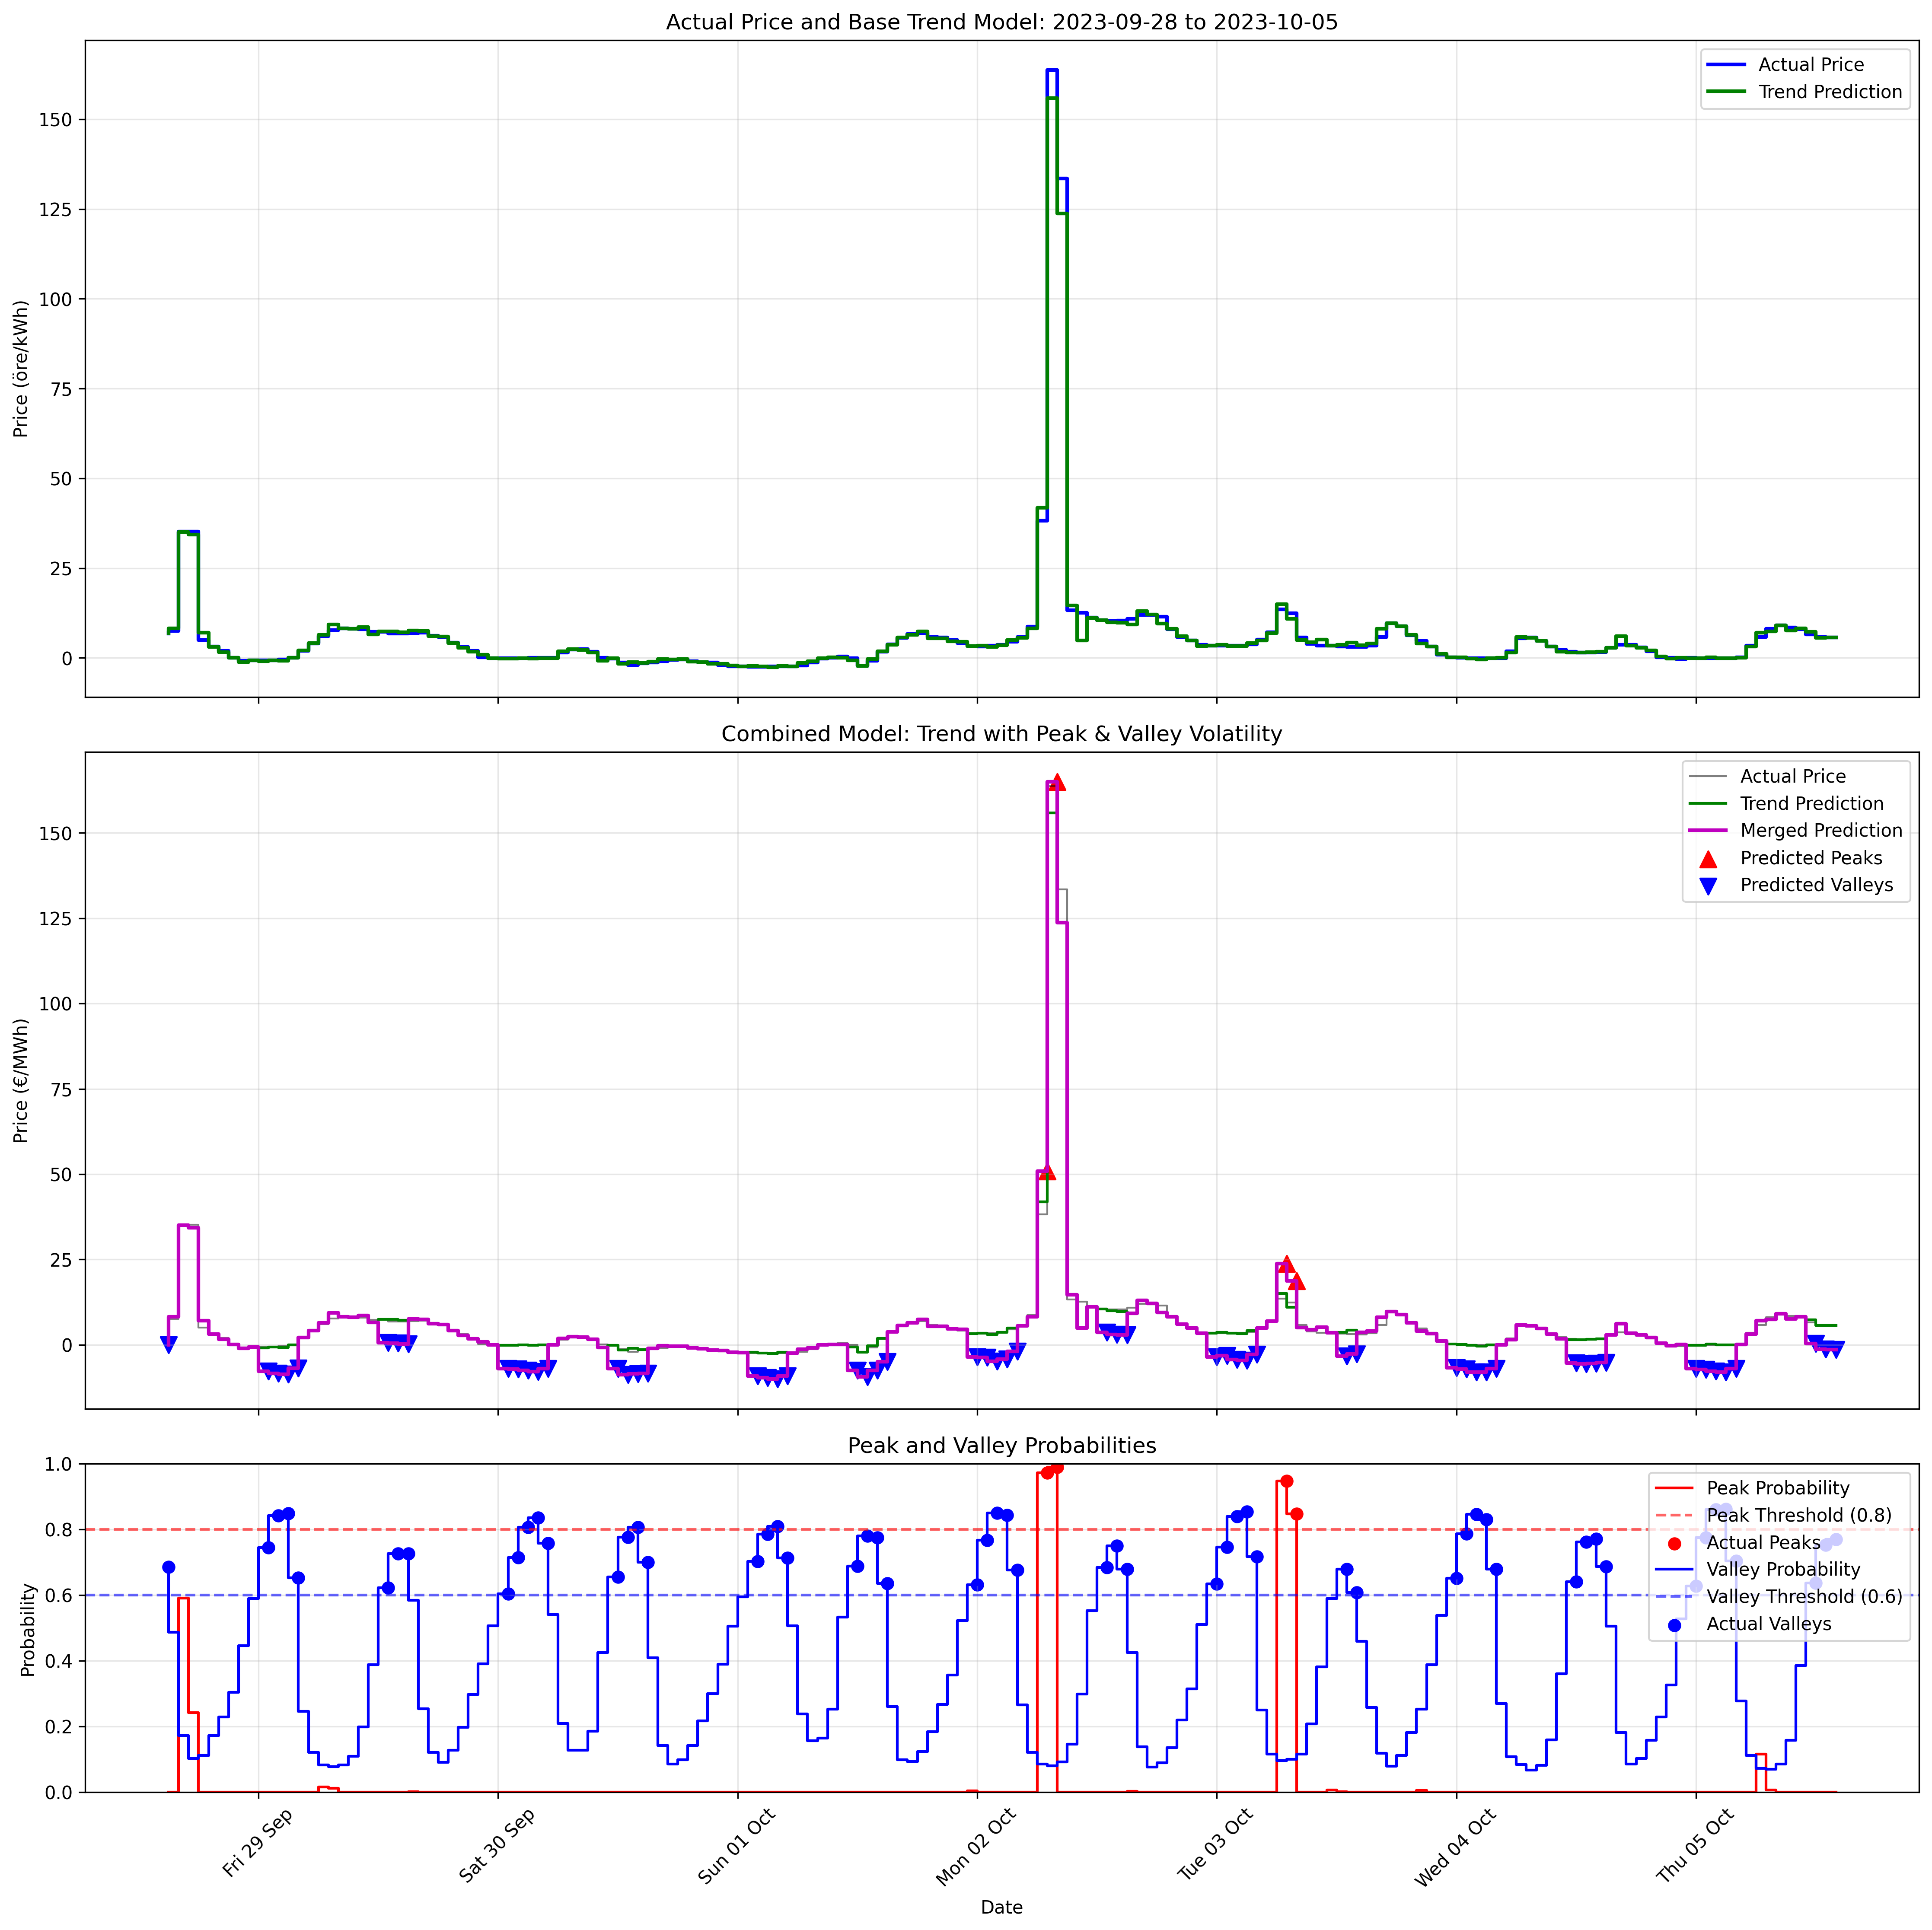 Actual Price and Base Trend Model: 2023-09-28 to 2023-10-05
Price (öre/kWh)
150
125
100
75
50
25
0
Actual Price
Trend Prediction
Combined Model: Trend with Peak & Valley Volatility
Price (€/MWh)
150
125
100
75
50
25
0
Actual Price
Trend Prediction
Merged Prediction
Predicted Peaks
Predicted Valleys
Peak and Valley Probabilities
Probability
1.0
0.8
0.6
0.4
0.2
0.0
Peak Probability
Peak Threshold (0.8)
Actual Peaks
Valley Probability
Valley Threshold (0.6)
Actual Valleys
Fri 29 Sep
Sat 30 Sep
Sun 01 Oct
Mon 02 Oct
Tue 03 Oct
Wed 04 Oct
Thu 05 Oct
Date